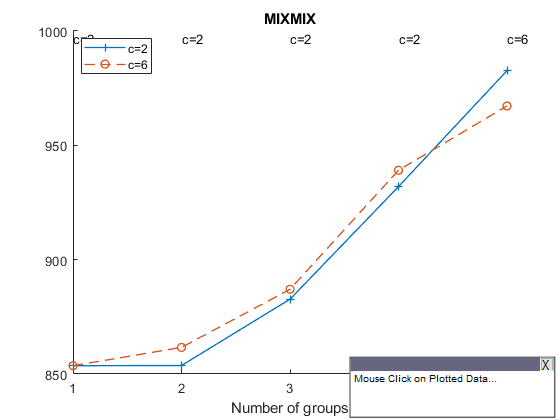 MIXMIX
1000
c=2 c=2 c=2 c=6
c=2
c=6
950
900
850
1 2 3
Number of groups
X
Mouse Click on Plotted Data...